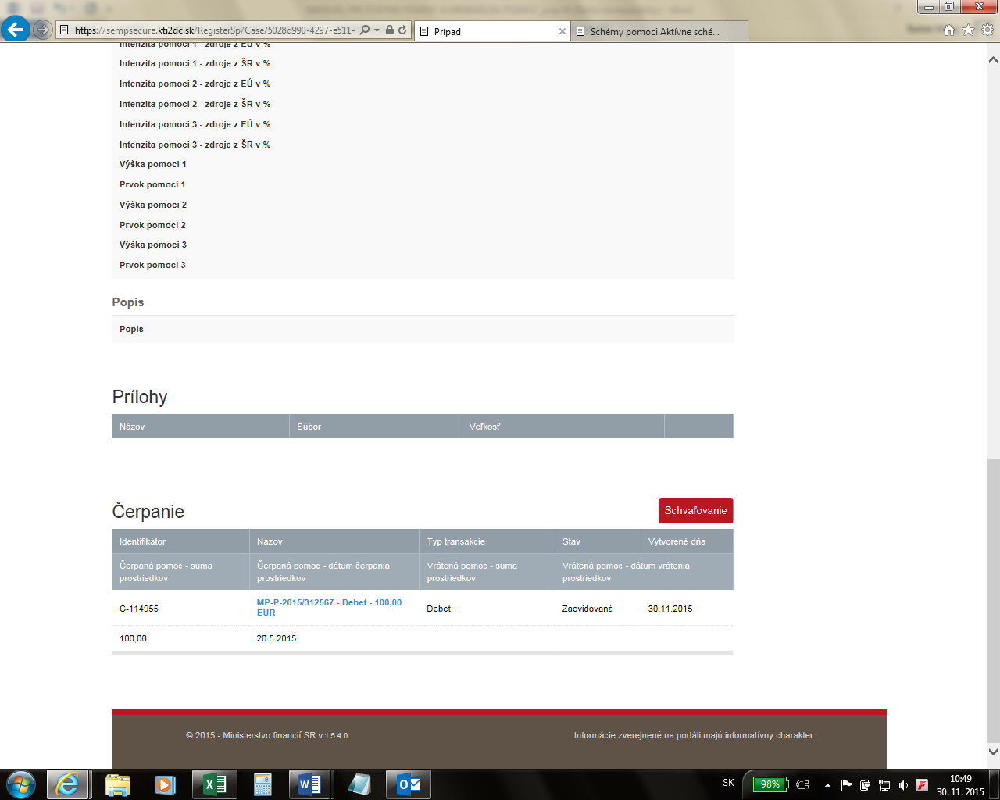 https://sempsecure.kti2dc.sk/RegisterSp/Case/5028d990-4297-e511-
Prípad
Schémy pomoci Aktívne sché...
Intenzita pomoci 1 - zdroje z EÚ v %
Intenzita pomoci 1 - zdroje z ŠR v %
Intenzita pomoci 2 - zdroje z EÚ v %
Intenzita pomoci 2 - zdroje z ŠR v %
Intenzita pomoci 3 - zdroje z EÚ v %
Intenzita pomoci 3 - zdroje z ŠR v %
Výška pomoci 1
Prvok pomoci 1
Výška pomoci 2
Prvok pomoci 2
Výška pomoci 3
Prvok pomoci 3
Popis
Popis
Prílohy
Názov Súbor Veľkosť
Čerpanie
Schvaľovanie
Identifikátor Názov Typ transakcie Stav Vytvorené dňa
Čerpaná pomoc - suma prostriedkov
Čerpaná pomoc - dátum čerpania prostriedkov
Vrátená pomoc - suma prostriedkov
Vrátená pomoc - dátum vrátenia prostriedkov
C-114955
MP-P-2015/312567 - Debet - 100,00 EUR
Debet
Zaevidovaná
30.11.2015
100,00
20.5.2015
© 2015 - Ministerstvo financií SR v.1.5.4.0
Informácie zverejnené na portáli majú informatívny charakter.
SK
98%
10:49
30. 11. 2015